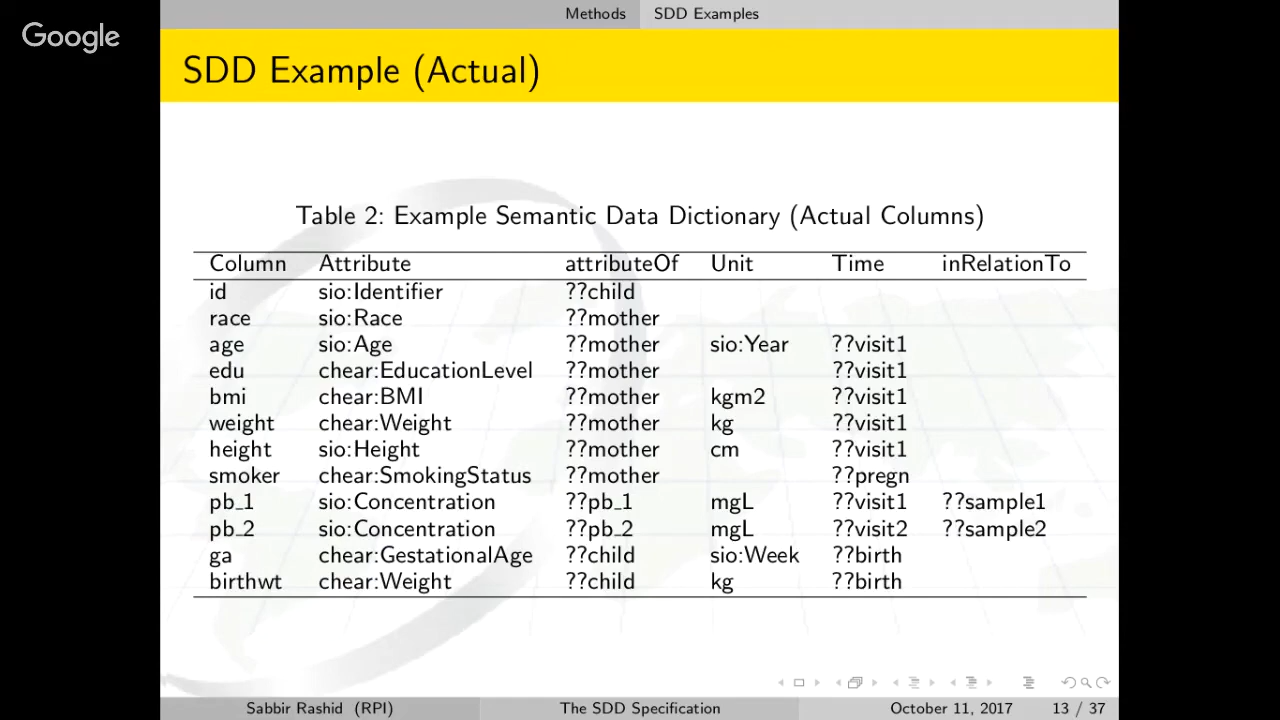 Google
Methods SDD Examples
SDD Example (Actual)
Table 2: Example Semantic Data Dictionary (Actual Columns)
Column Attribute attributeOf Unit Time inRelationTo
id sio:Identifier ??child
race sio:Race ??mother
age sio:Age ??mother sio:Year ??visit1
edu chear:EducationLevel ??mother ??visit1
bmi chear:BMI ??mother kgm2 ??visit1
weight chear:Weight ??mother kg ??visit1
height sio:Height ??mother cm ??visit1
smoker chear:SmokingStatus ??mother ??pregn
pb_1 sio:Concentration ??pb_1 mgL ??visit1 ??sample1
pb_2 sio:Concentration ??pb_2 mgL ??visit2 ??sample2
ga chear:GestationalAge ??child sio:Week ??birth
birthwt chear:Weight ??child kg ??birth
Sabbir Rashid (RPI) The SDD Specification October 11, 2017 13 / 37